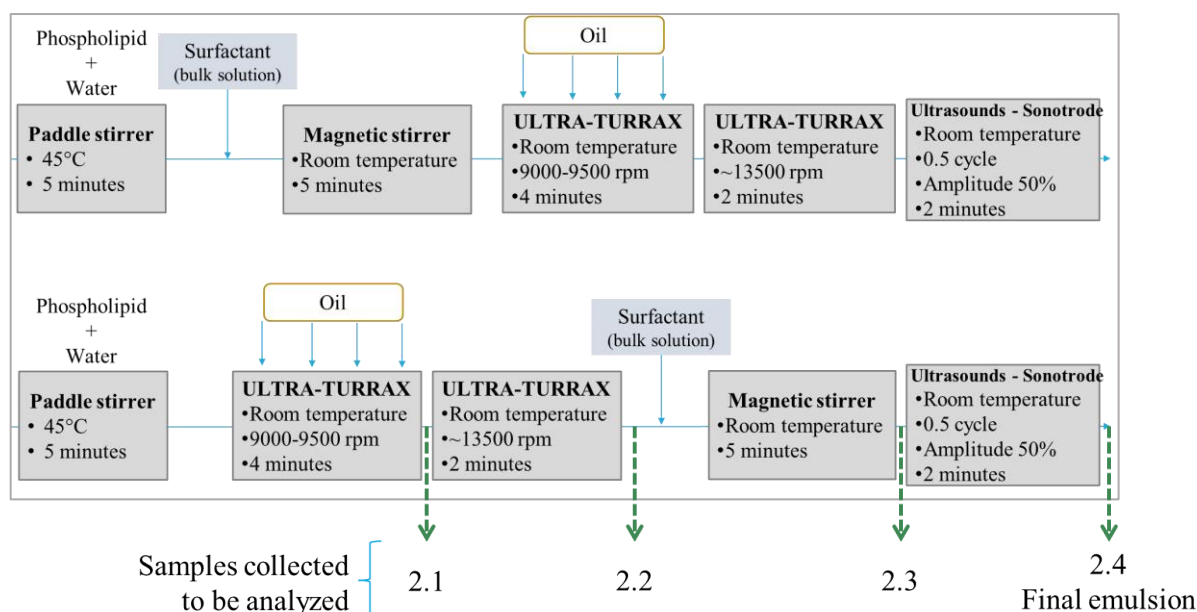 Phospholipid
+
Water
Surfactant
(bulk solution)
Oil
Paddle stirrer
• 45°C
• 5 minutes
Magnetic stirrer
•Room temperature
•5 minutes
ULTRA-TURRAX
•Room temperature
•9000-9500 rpm
•4 minutes
ULTRA-TURRAX
•Room temperature
•~13500 rpm
•2 minutes
Ultrasounds - Sonotrode
•Room temperature
•0.5 cycle
•Amplitude 50%
•2 minutes
Phospholipid
+
Water
Oil
Surfactant
(bulk solution)
Paddle stirrer
• 45°C
• 5 minutes
ULTRA-TURRAX
•Room temperature
•9000-9500 rpm
•4 minutes
ULTRA-TURRAX
•Room temperature
•~13500 rpm
•2 minutes
Magnetic stirrer
•Room temperature
•5 minutes
Ultrasounds - Sonotrode
•Room temperature
•0.5 cycle
•Amplitude 50%
•2 minutes
Samples collected
to be analyzed
2.1
2.2
2.3
2.4
Final emulsion